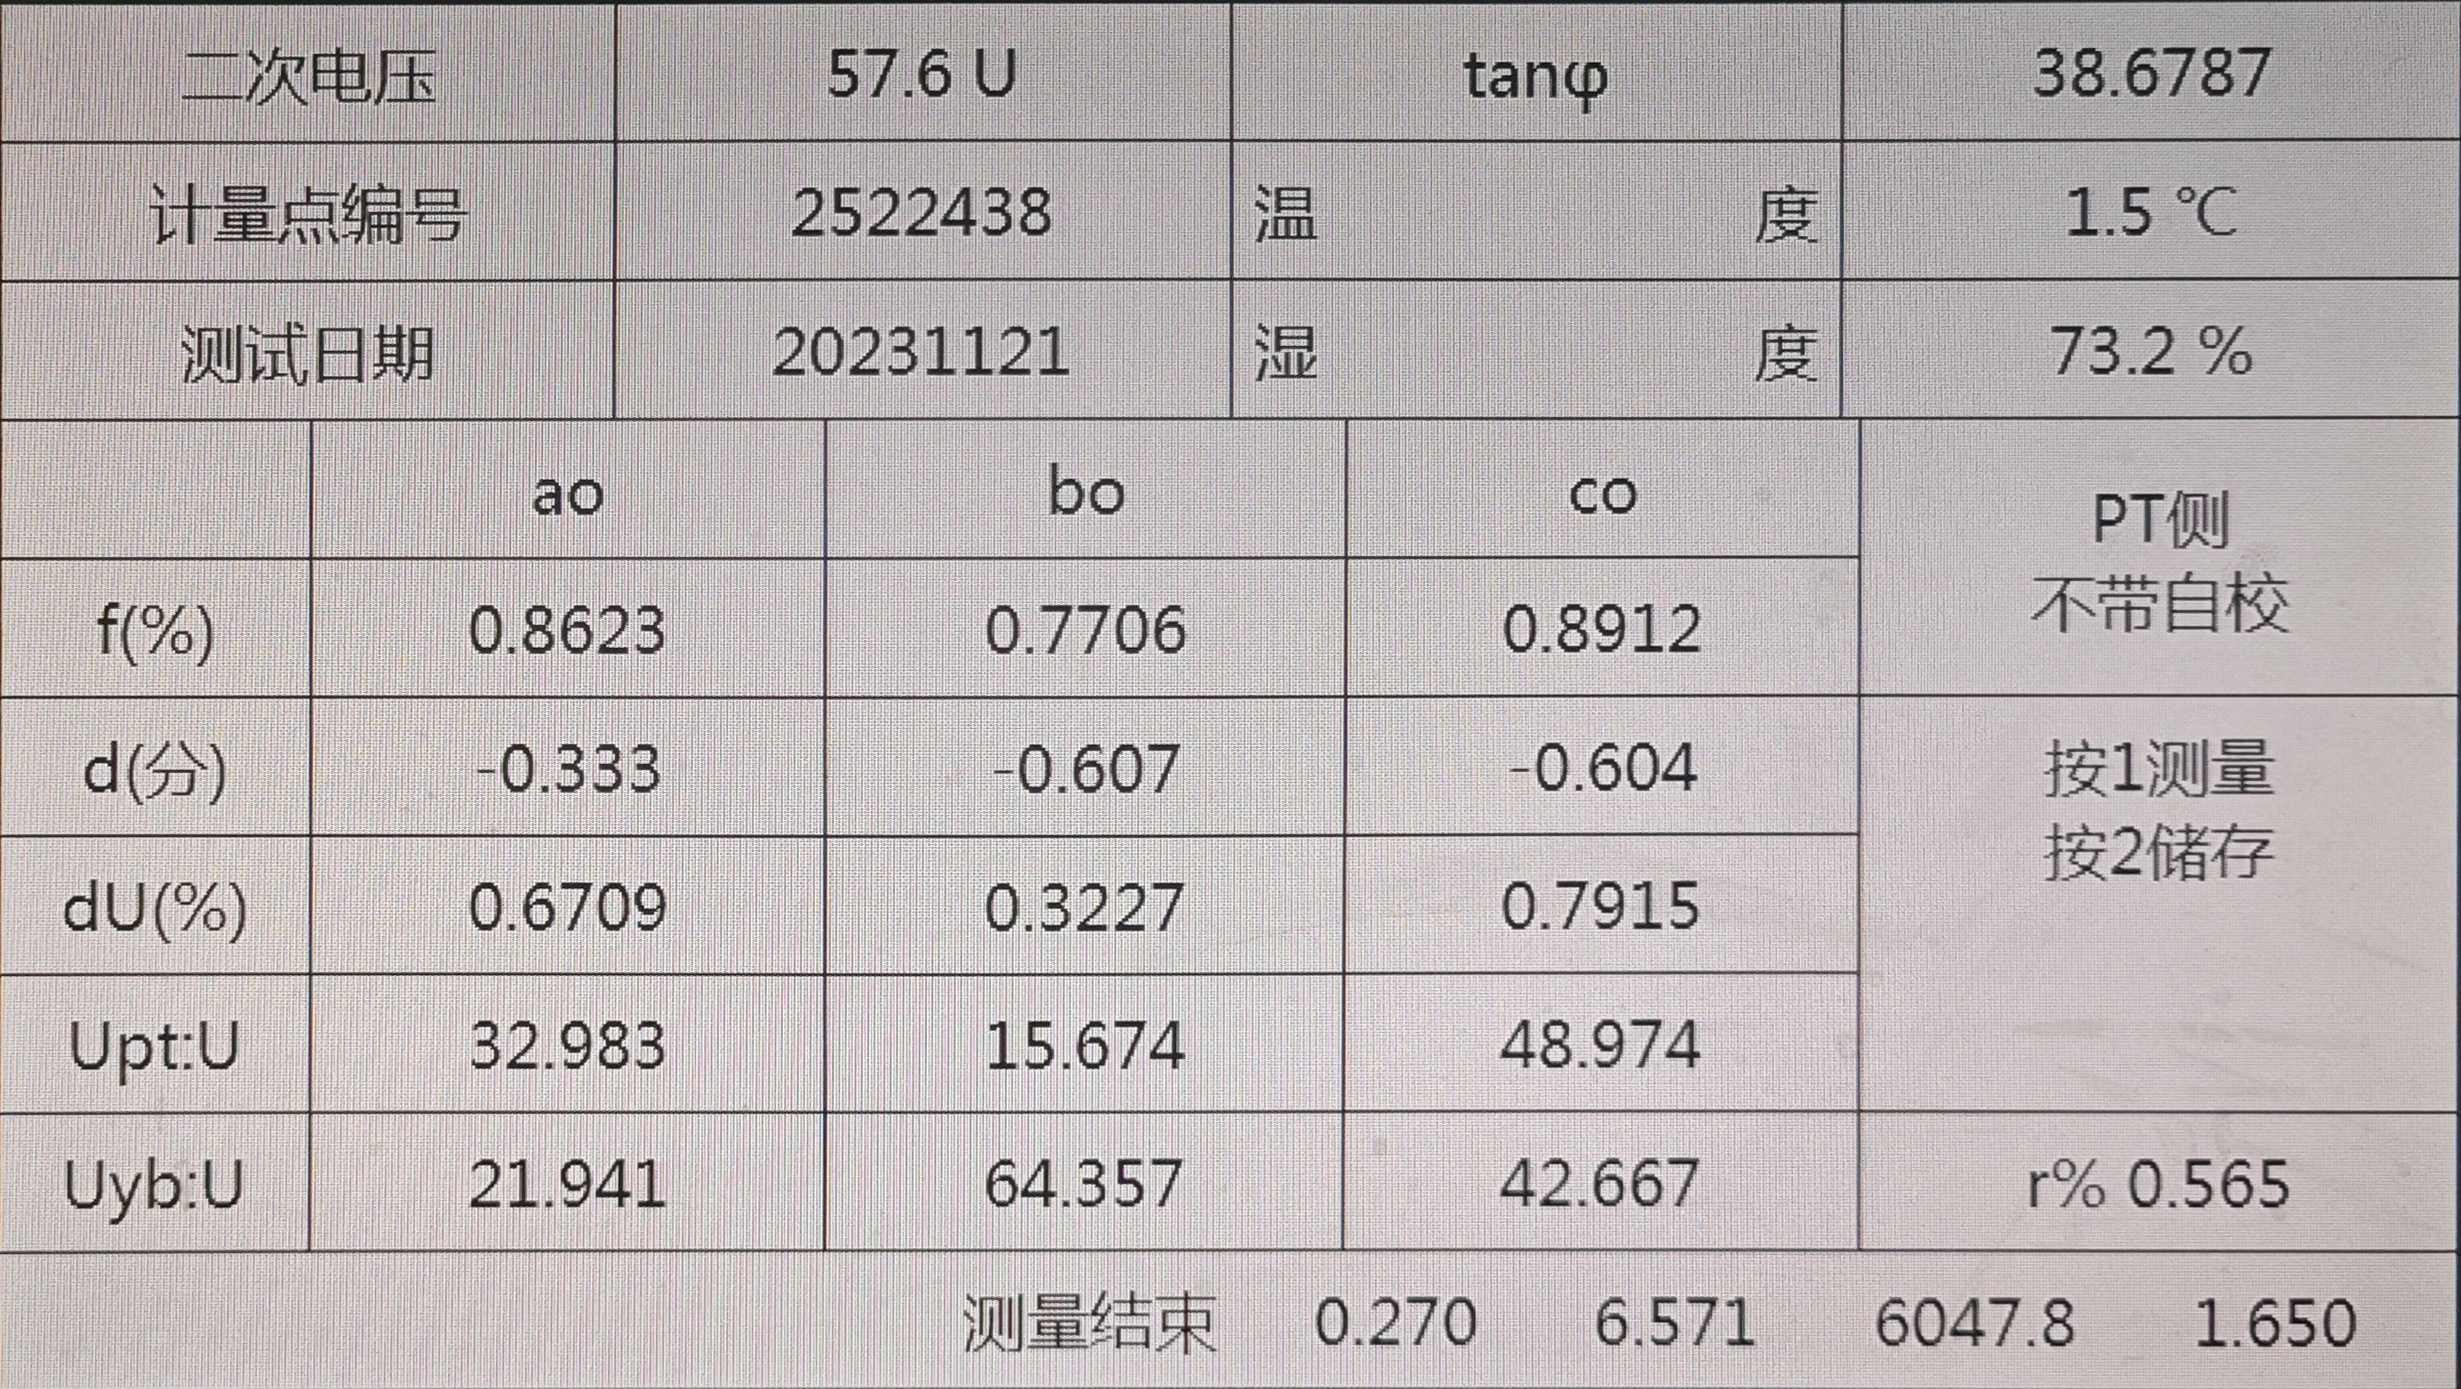 二次电压 57.6 U tanφ 38.6787
计量点编号 2522438 温 度 1.5 ℃
测试日期 20231121 湿 度 73.2 %
ao bo co
PT侧
不带自校
f(%) 0.8623 0.7706 0.8912
d(分) -0.333 -0.607 -0.604
按1测量
按2储存
dU(%) 0.6709 0.3227 0.7915
Upt:U 32.983 15.674 48.974
Uyb:U 21.941 64.357 42.667 r% 0.565
测量结束 0.270 6.571 6047.8 1.650